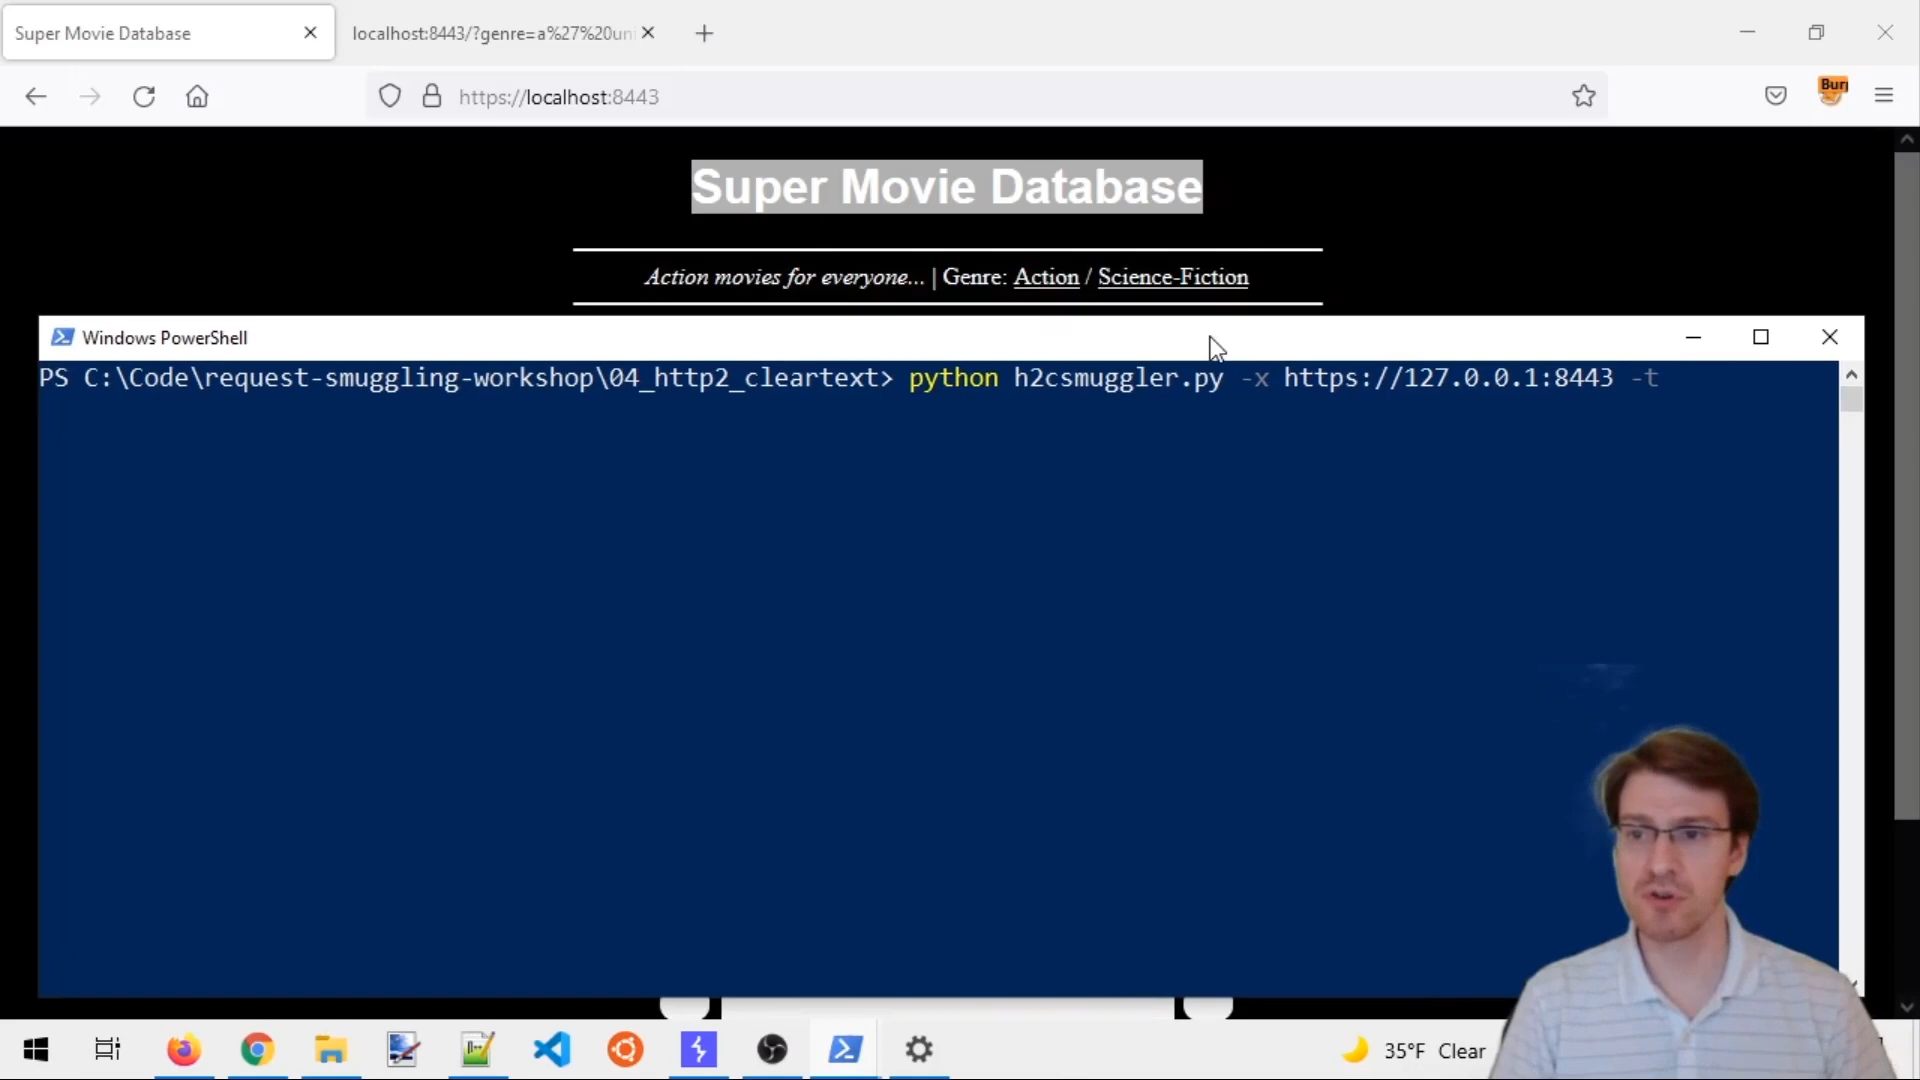 Super Movie Database
localhost:8443/?genre=a%27%20uni
https://localhost:8443
Bur
Super Movie Database
Action movies for everyone... | Genre: Action / Science-Fiction
Windows PowerShell
PS C:\Code\request-smuggling-workshop\04_http2_cleartext> python h2csmuggler.py -x https://127.0.0.1:8443 -t
35°F Clear